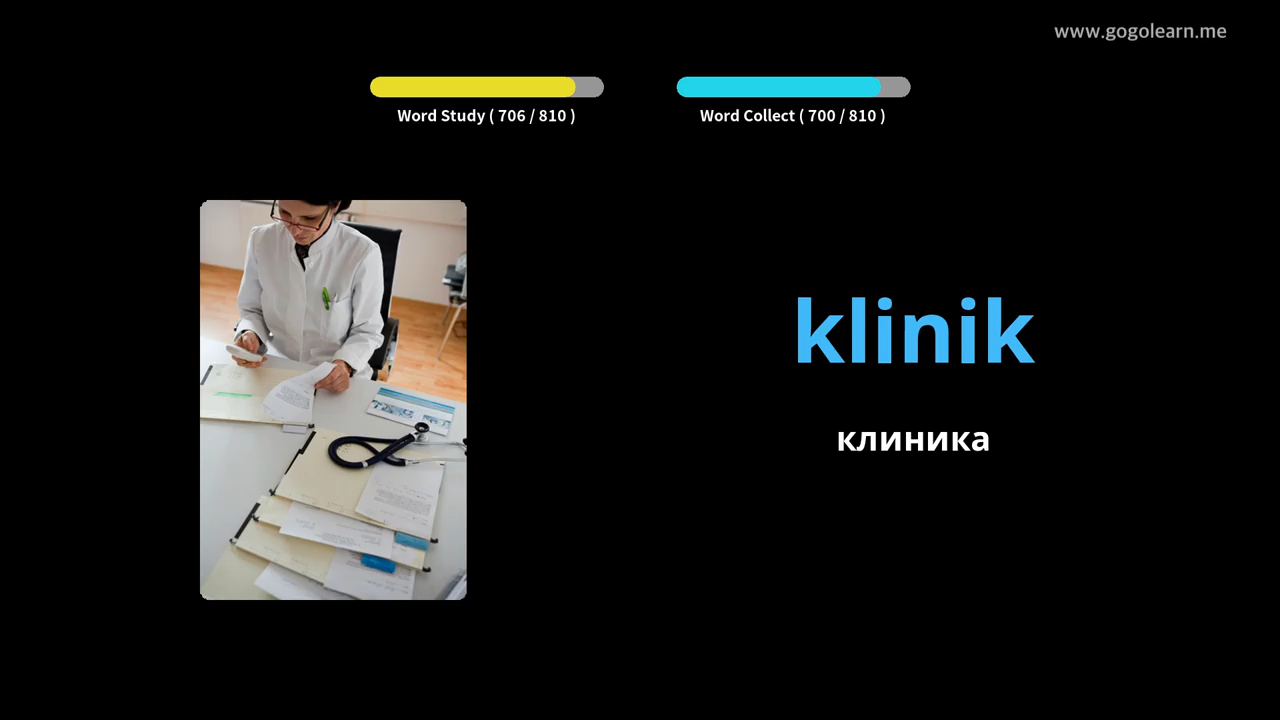 www.gogolearn.me
Word Study ( 706 / 810 )
Word Collect ( 700 / 810 )
klinik
клиника